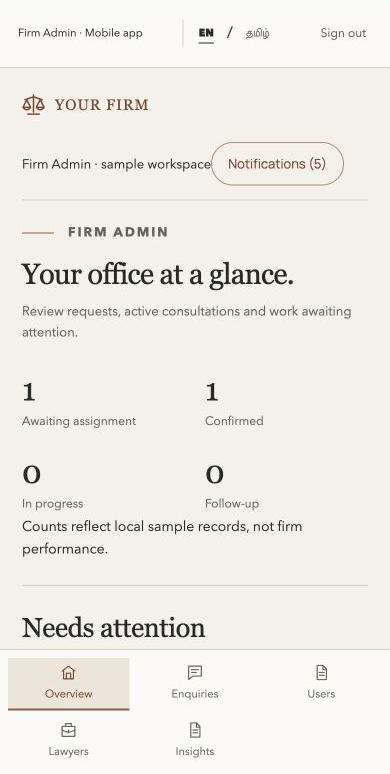 Firm Admin · Mobile app
EN / தமிழ்
Sign out
YOUR FIRM
Firm Admin · sample workspace
Notifications (5)
FIRM ADMIN
Your office at a glance.
Review requests, active consultations and work awaiting
attention.
1
Awaiting assignment
1
Confirmed
0
In progress
0
Follow-up
Counts reflect local sample records, not firm
performance.
Needs attention
Overview
Enquiries
Users
Lawyers
Insights